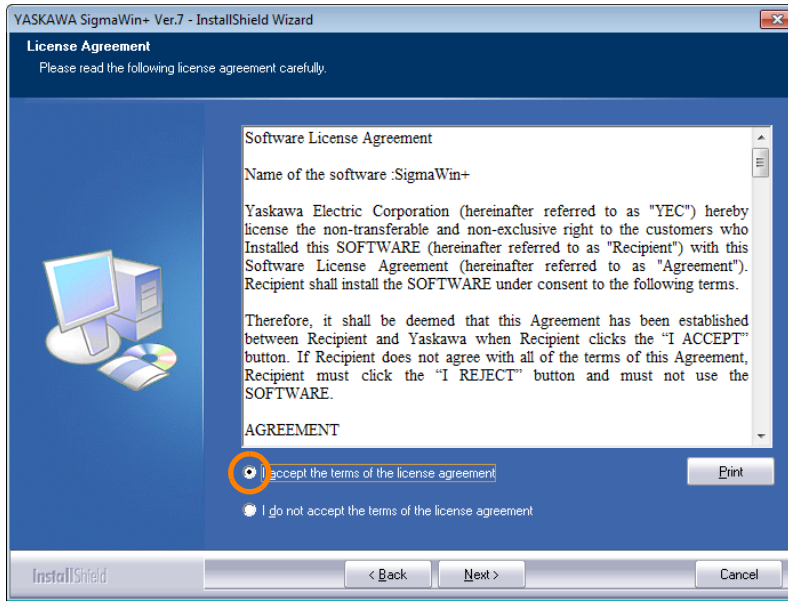 YASKAWA SigmaWin+ Ver.7 - InstallShield Wizard
License Agreement
Please read the following license agreement carefully.
Software License Agreement
Name of the software :SigmaWin+
Yaskawa Electric Corporation (hereinafter referred to as "YEC") hereby
license the non-transferable and non-exclusive right to the customers who
Installed this SOFTWARE (hereinafter referred to as "Recipient") with this
Software License Agreement (hereinafter referred to as "Agreement").
Recipient shall install the SOFTWARE under consent to the following terms.
Therefore, it shall be deemed that this Agreement has been established
between Recipient and Yaskawa when Recipient clicks the “I ACCEPT”
button. If Recipient does not agree with all of the terms of this Agreement,
Recipient must click the “I REJECT” button and must not use the
SOFTWARE.
AGREEMENT
I accept the terms of the license agreement
Print
I do not accept the terms of the license agreement
InstallShield
< Back
Next >
Cancel